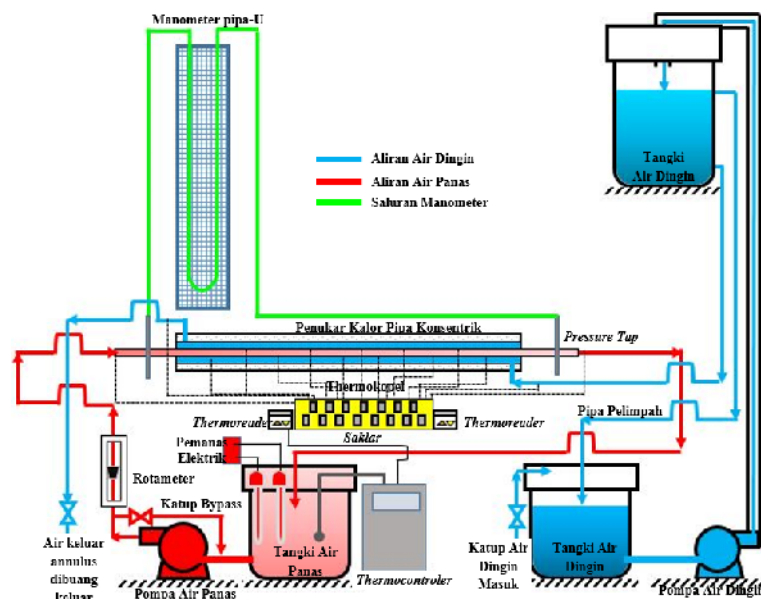 Manometer pipa-U
Aliran Air Dingin
Aliran Air Panas
Saluran Manometer
Tangki
Air Dingin
Penukar Kalor Pipa Konsentrik
Pressure Tap
Thermokopel
Thermoreader
Thermoreader
Saklar
Pipa Pelimpah
Pemanas
Elektrik
Rotameter
Katup Bypass
Tangki Air
Panas
Thermocontroler
Katup Air
Dingin
Masuk
Tangki Air
Dingin
Air keluar
annulus
dibuang
keluar
Pompa Air Panas
Pompa Air Dingin